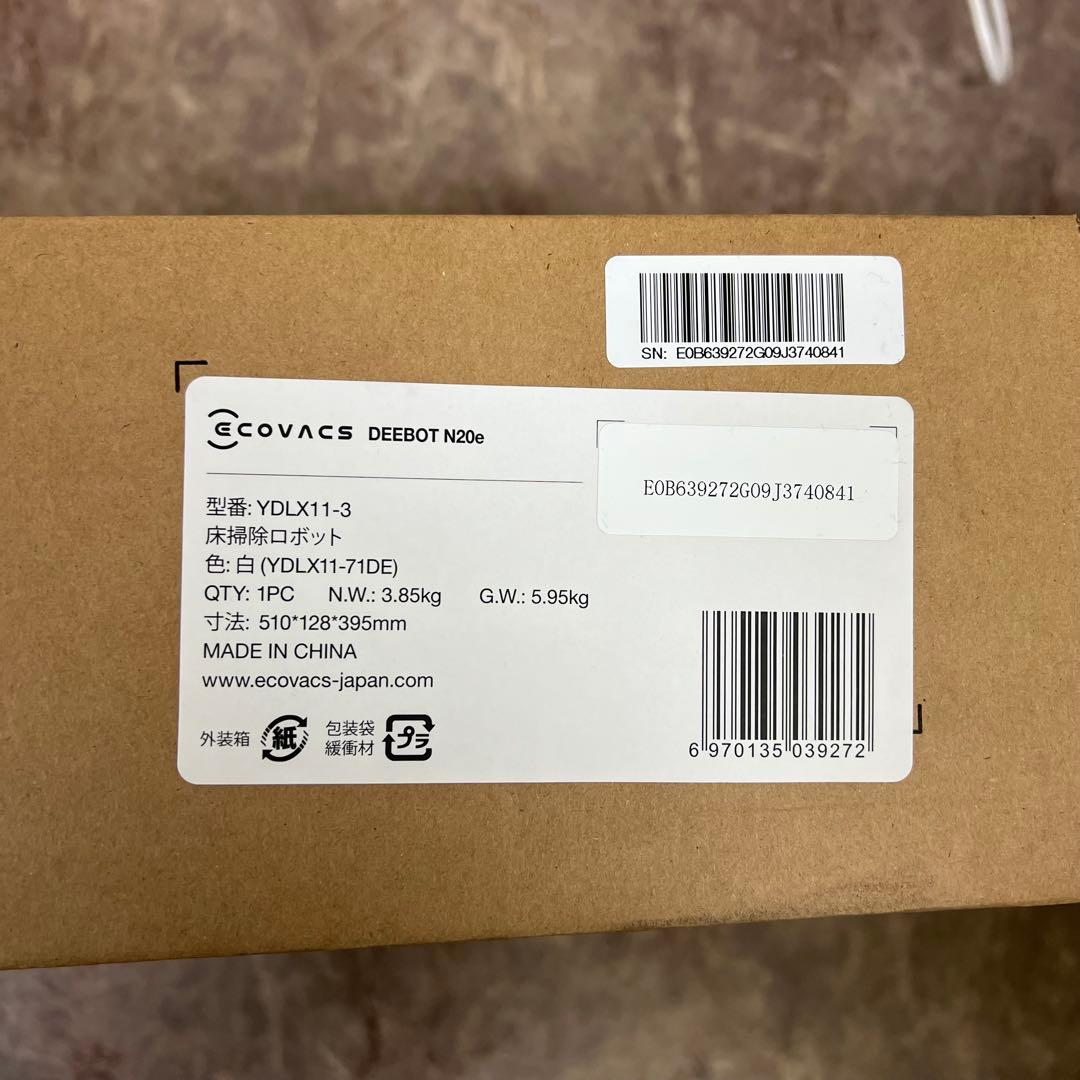 SN: E0B639272G09J3740841
ECOVACS DEEBOT N20e
E0B639272G09J3740841
型番: YDLX11-3
床掃除ロボット
色: 白 (YDLX11-71DE)
QTY: 1PC N.W.: 3.85kg G.W.: 5.95kg
寸法: 510*128*395mm
MADE IN CHINA
www.ecovacs-japan.com
外装箱 紙 包装袋 緩衝材 プラ
6 970135 039272